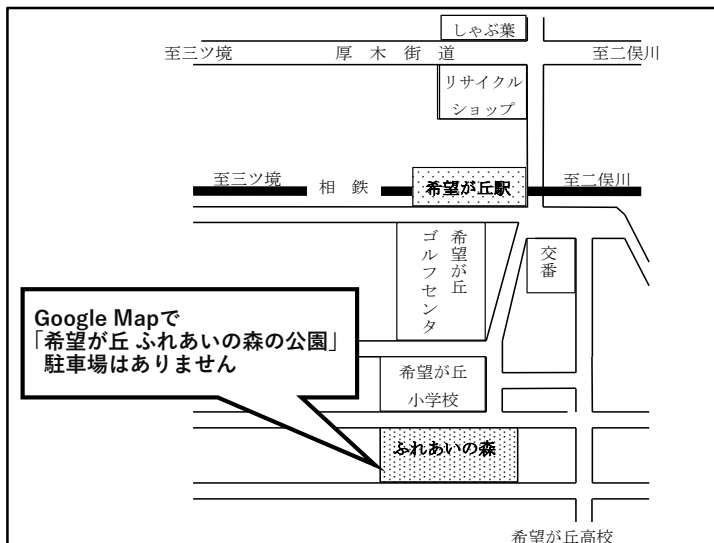 しゃぶ葉
至三ツ境 厚木街道 至二俣川
リサイクル
ショップ
至三ツ境 相鉄 希望が丘駅 至二俣川
希望が丘
ゴルフセンタ
交番
Google Mapで
「希望が丘 ふれあいの森の公園」
駐車場はありません
希望が丘
小学校
ふれあいの森
希望が丘高校